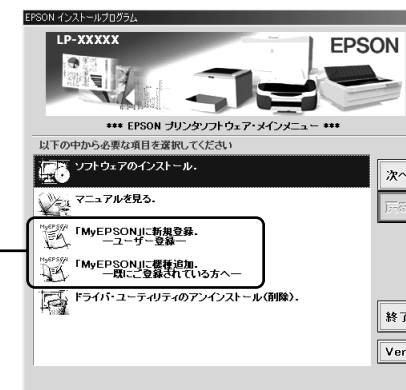 EPSON インストールプログラム
LP-XXXXX
EPSON
*** EPSON プリンタソフトウェア・メインメニュー ***
以下の中から必要な項目を選択してください
ソフトウェアのインストール.
次へ
マニュアルを見る.
戻る
MyEPSON
「MyEPSON」に新規登録.
―ユーザー登録―
MyEPSON
「MyEPSON」に機種追加.
―既にご登録されている方へ―
ドライバ・ユーティリティのアンインストール(削除).
終了
Ver